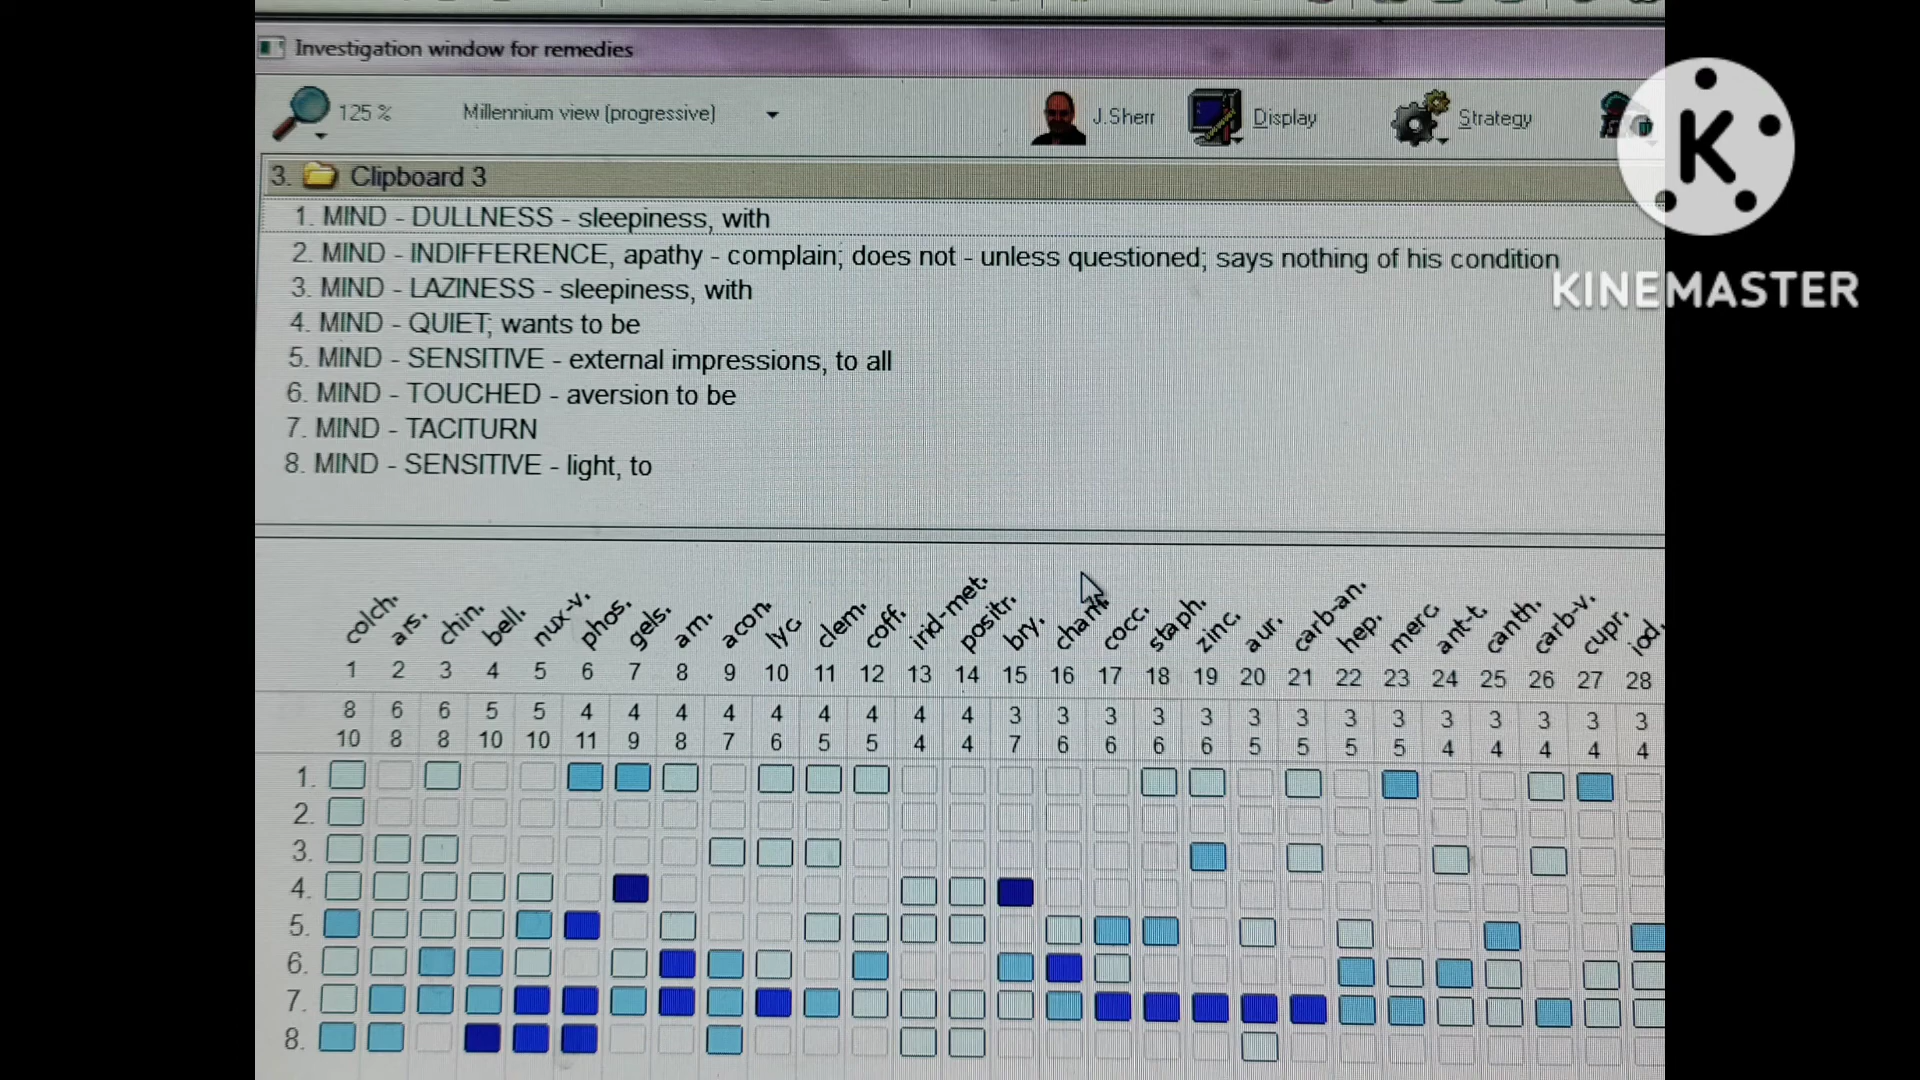 Investigation window for remedies
125 % Millennium view (progressive) J.Sherr Display Strategy
3. Clipboard 3
1. MIND - DULLNESS - sleepiness, with
2. MIND - INDIFFERENCE, apathy - complain; does not - unless questioned; says nothing of his condition
3. MIND - LAZINESS - sleepiness, with
4. MIND - QUIET; wants to be
5. MIND - SENSITIVE - external impressions, to all
6. MIND - TOUCHED - aversion to be
7. MIND - TACITURN
8. MIND - SENSITIVE - light, to
K
KINEMASTER
colch. ars. chin. bell. nux-v. phos. gels. arn. acon. lyc. clem. coff. irid-met. positr. bry. cham. cocc. staph. zinc. aur. carb-an. hep. merc. ant-t. canth. carb-v. cupr. iod.
1 2 3 4 5 6 7 8 9 10 11 12 13 14 15 16 17 18 19 20 21 22 23 24 25 26 27 28
8 6 6 5 5 4 4 4 4 4 4 4 4 4 3 3 3 3 3 3 3 3 3 3 3 3 3 3
10 8 8 10 10 11 9 8 7 6 5 5 4 4 7 6 6 6 6 5 5 5 5 4 4 4 4 4
1.
2.
3.
4.
5.
6.
7.
8.